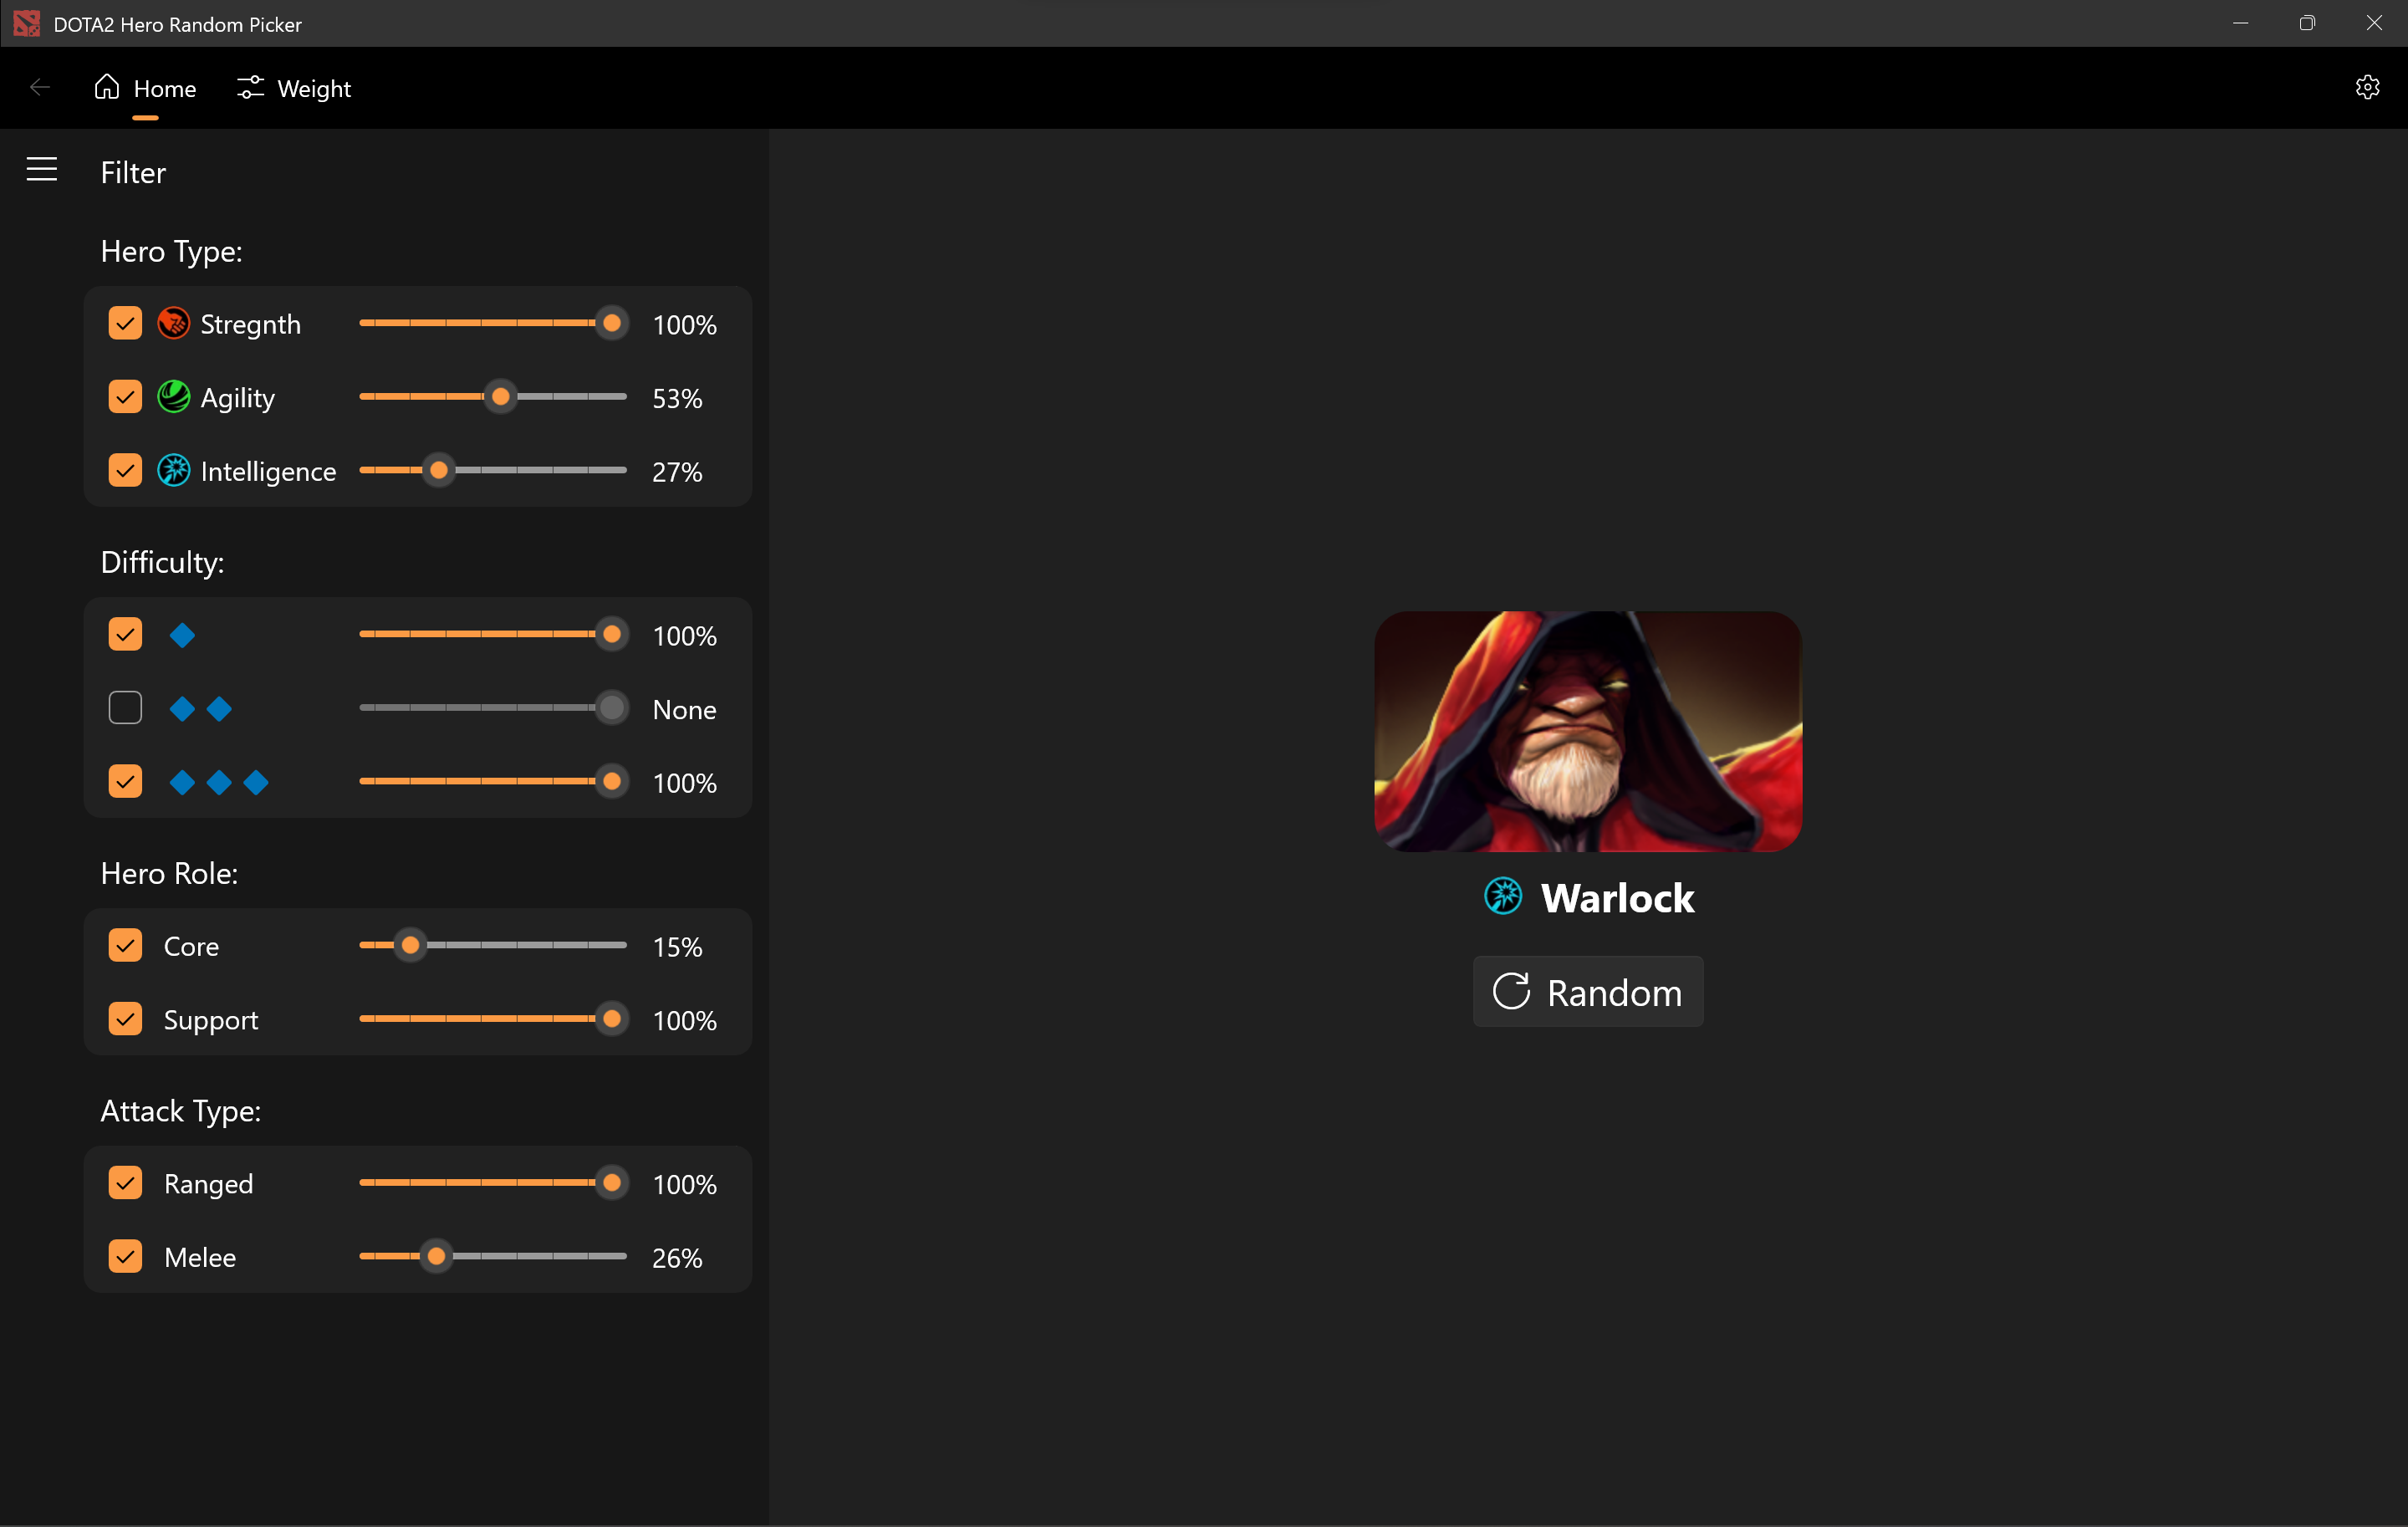 DOTA2 Hero Random Picker
Home Weight
Filter
Hero Type:
Stregnth 100%
Agility 53%
Intelligence 27%
Difficulty:
100%
None
100%
Hero Role:
Core 15%
Support 100%
Attack Type:
Ranged 100%
Melee 26%
Warlock
Random